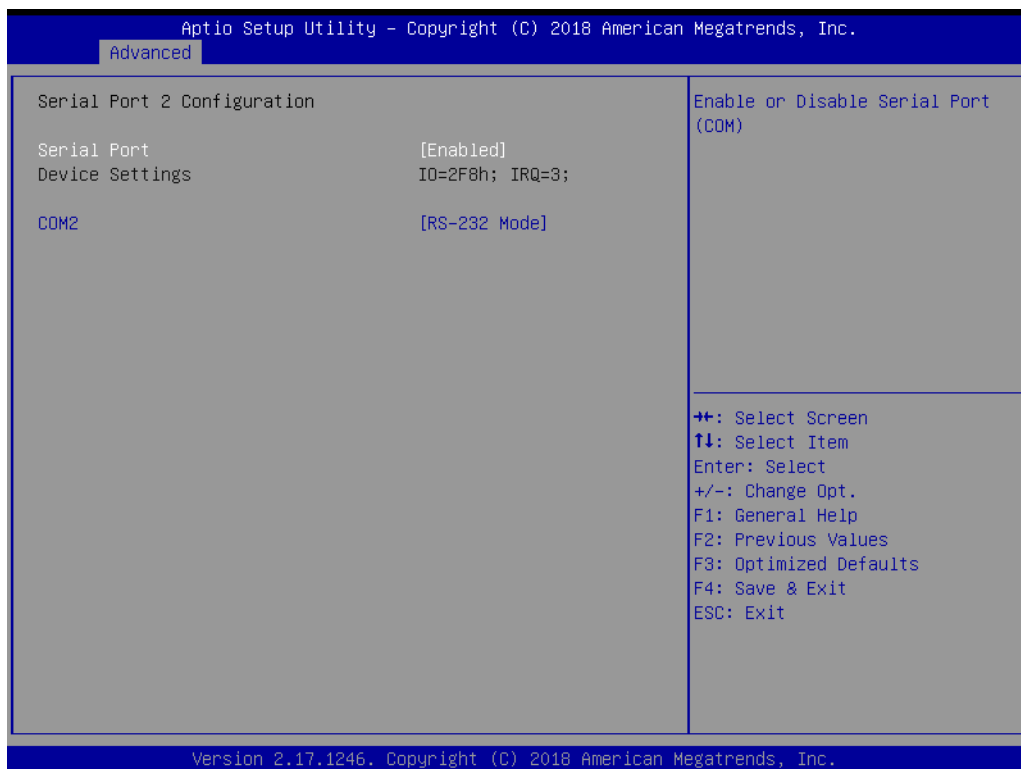 Aptio Setup Utility – Copyright (C) 2018 American Megatrends, Inc.
Advanced
Serial Port 2 Configuration
Serial Port [Enabled]
Device Settings IO=2F8h; IRQ=3;
COM2 [RS-232 Mode]
Enable or Disable Serial Port
(COM)
→←: Select Screen
↑↓: Select Item
Enter: Select
+/-: Change Opt.
F1: General Help
F2: Previous Values
F3: Optimized Defaults
F4: Save & Exit
ESC: Exit
Version 2.17.1246. Copyright (C) 2018 American Megatrends, Inc.